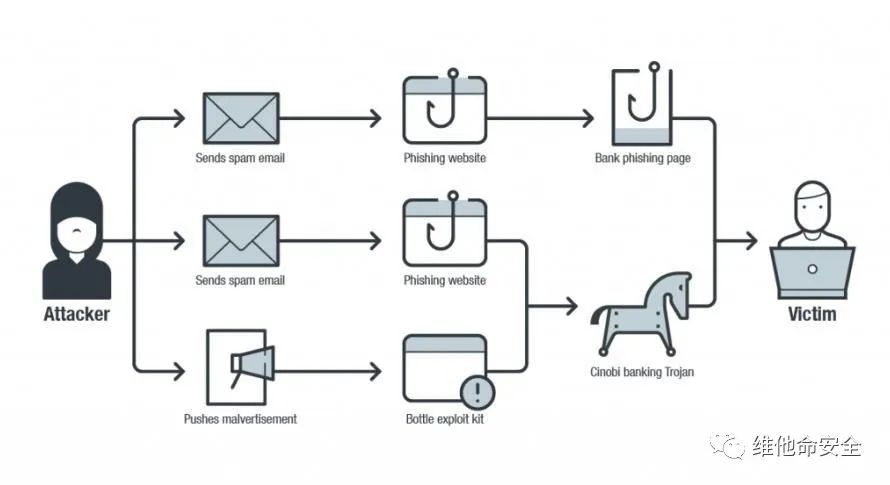 Sends spam email
Phishing website
Bank phishing page
Attacker
Sends spam email
Phishing website
Victim
Cinobi banking Trojan
Pushes malvertisement
Bottle exploit kit
维他命安全